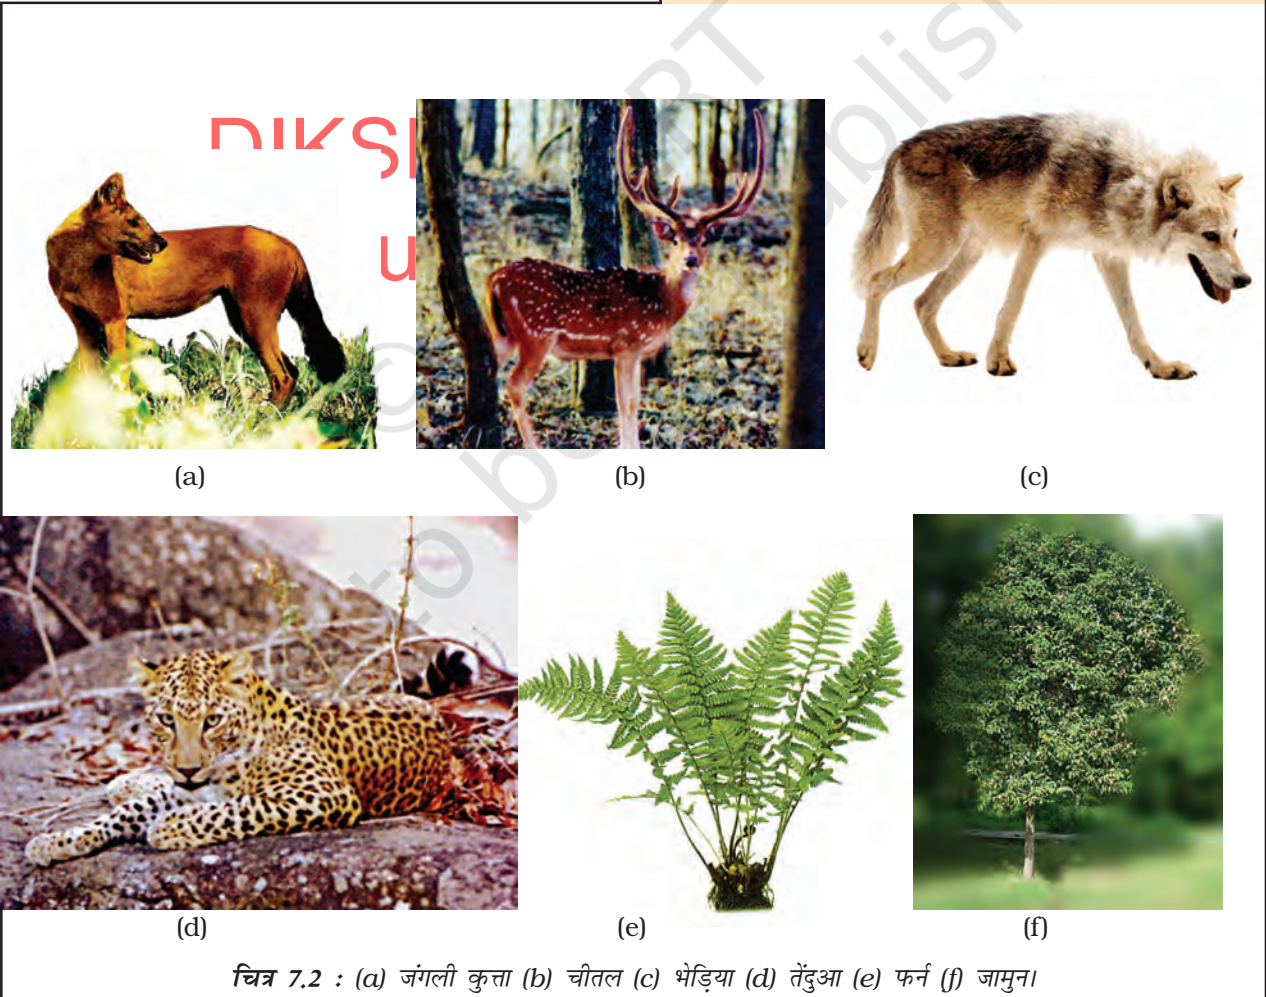 (a)
(b)
(c)
(d)
(e)
(f)
चित्र 7.2 : (a) जंगली कुत्ता (b) चीतल (c) भेड़िया (d) तेंदुआ (e) फर्न (f) जामुन।